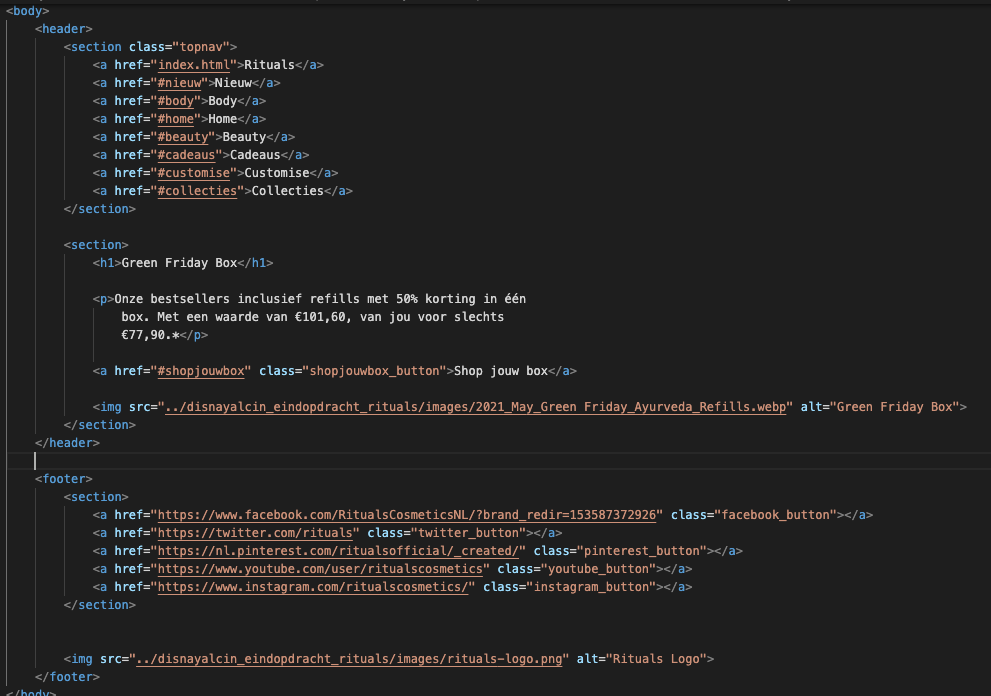 <body>
<header>
<section class="topnav">
<a href="index.html">Rituals</a>
<a href="#nieuw">Nieuw</a>
<a href="#body">Body</a>
<a href="#home">Home</a>
<a href="#beauty">Beauty</a>
<a href="#cadeaus">Cadeaus</a>
<a href="#customise">Customise</a>
<a href="#collecties">Collecties</a>
</section>
<section>
<h1>Green Friday Box</h1>
<p>Onze bestsellers inclusief refills met 50% korting in één
box. Met een waarde van €101,60, van jou voor slechts
€77,90.*</p>
<a href="#shopjouwbox" class="shopjouwbox_button">Shop jouw box</a>
<img src="../disnayalcin_eindopdracht_rituals/images/2021_May_Green Friday_Ayurveda_Refills.webp" alt="Green Friday Box">
</section>
</header>
<footer>
<section>
<a href="https://www.facebook.com/RitualsCosmeticsNL/?brand_redir=153587372926" class="facebook_button"></a>
<a href="https://twitter.com/rituals" class="twitter_button"></a>
<a href="https://nl.pinterest.com/ritualsofficial/_created/" class="pinterest_button"></a>
<a href="https://www.youtube.com/user/ritualscosmetics" class="youtube_button"></a>
<a href="https://www.instagram.com/ritualscosmetics/" class="instagram_button"></a>
</section>
<img src="../disnayalcin_eindopdracht_rituals/images/rituals-logo.png" alt="Rituals Logo">
</footer>
</body>